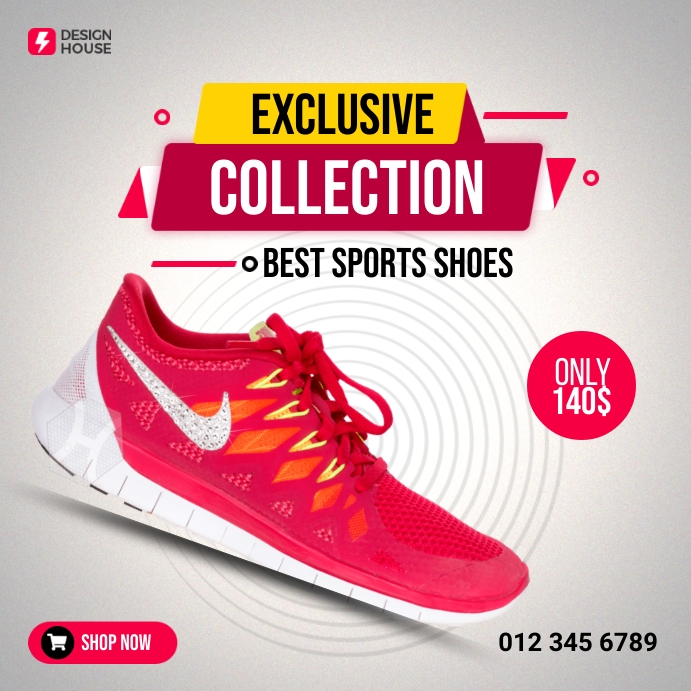 DESIGN
HOUSE
EXCLUSIVE
COLLECTION
BEST SPORTS SHOES
ONLY
140$
SHOP NOW
012 345 6789